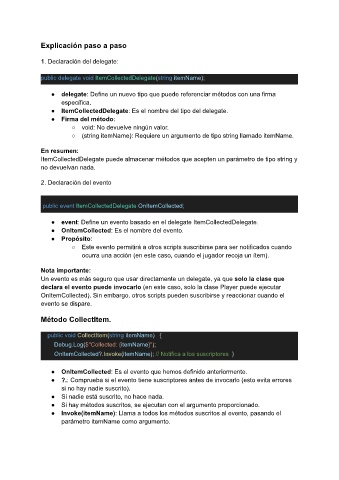 Explicación paso a paso
1. Declaración del delegate:
public delegate void ItemCollectedDelegate(string itemName);
● delegate: Define un nuevo tipo que puede referenciar métodos con una firma
específica.
● ItemCollectedDelegate: Es el nombre del tipo del delegate.
● Firma del método:
○ void: No devuelve ningún valor.
○ (string itemName): Requiere un argumento de tipo string llamado itemName.
En resumen:
ItemCollectedDelegate puede almacenar métodos que acepten un parámetro de tipo string y
no devuelvan nada.
2. Declaración del evento
public event ItemCollectedDelegate OnItemCollected;
● event: Define un evento basado en el delegate ItemCollectedDelegate.
● OnItemCollected: Es el nombre del evento.
● Propósito:
○ Este evento permitirá a otros scripts suscribirse para ser notificados cuando
ocurra una acción (en este caso, cuando el jugador recoja un ítem).
Nota importante:
Un evento es más seguro que usar directamente un delegate, ya que solo la clase que
declara el evento puede invocarlo (en este caso, solo la clase Player puede ejecutar
OnItemCollected). Sin embargo, otros scripts pueden suscribirse y reaccionar cuando el
evento se dispare.
Método CollectItem.
public void CollectItem(string itemName) {
Debug.Log($"Collected: {itemName}");
OnItemCollected?.Invoke(itemName); // Notifica a los suscriptores }
● OnItemCollected: Es el evento que hemos definido anteriormente.
● ?.: Comprueba si el evento tiene suscriptores antes de invocarlo (esto evita errores
si no hay nadie suscrito).
● Si nadie está suscrito, no hace nada.
● Si hay métodos suscritos, se ejecutan con el argumento proporcionado.
● Invoke(itemName): Llama a todos los métodos suscritos al evento, pasando el
parámetro itemName como argumento.